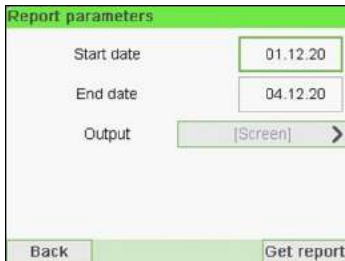 Report parameters
Start date 01.12.20
End date 04.12.20
Output [Screen]
Back Get report